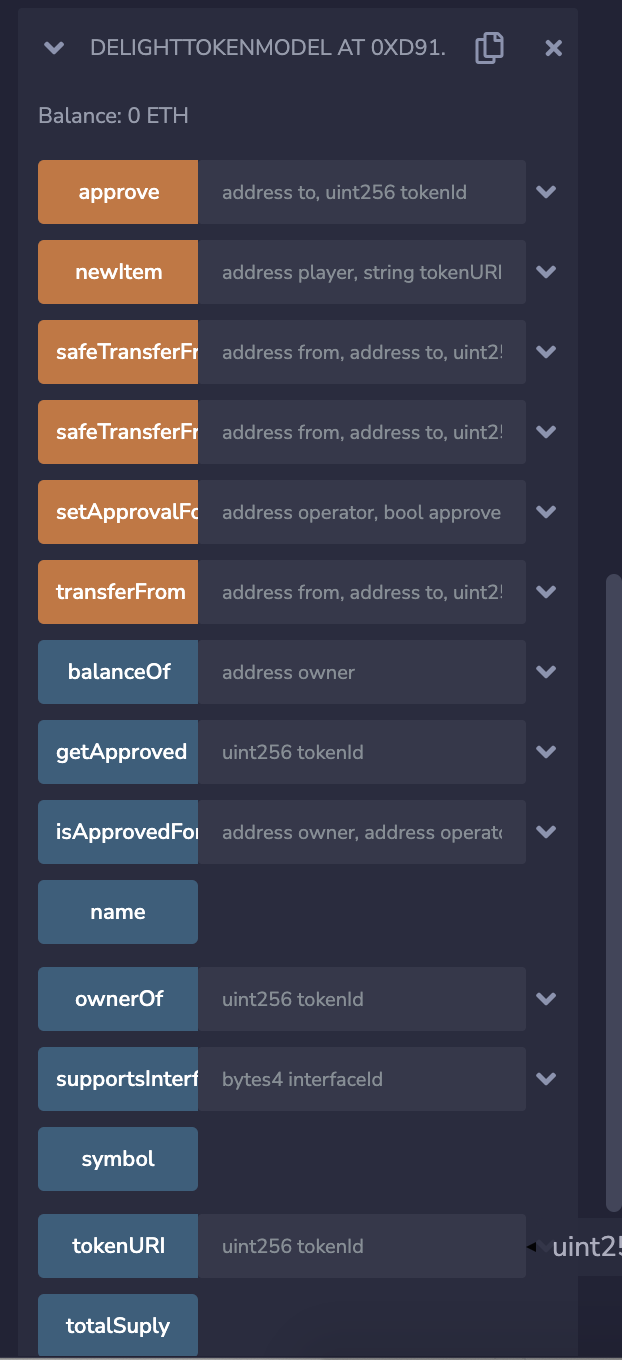 DELIGHTTOKENMODEL AT 0XD91.
Balance: 0 ETH
approve address to, uint256 tokenId
newItem address player, string tokenURI
safeTransferFr address from, address to, uint2
safeTransferFr address from, address to, uint2
setApprovalFo address operator, bool approve
transferFrom address from, address to, uint2
balanceOf address owner
getApproved uint256 tokenId
isApprovedFor address owner, address operato
name
ownerOf uint256 tokenId
supportsInterf bytes4 interfaceId
symbol
tokenURI uint256 tokenId uint25
totalSuply